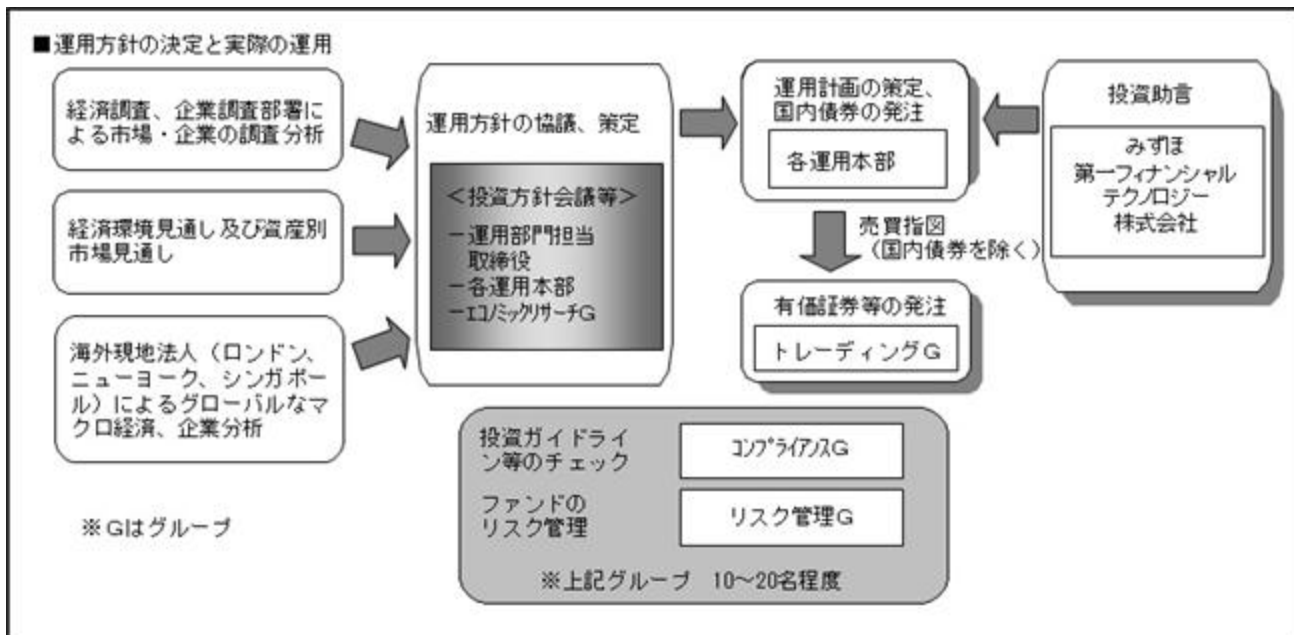 ■運用方針の決定と実際の運用
経済調査、企業調査部署に
よる市場・企業の調査分析
経済環境見通し及び資産別
市場見通し
海外現地法人（ロンドン、
ニューヨーク、シンガポー
ル）によるグローバルなマ
クロ経済、企業分析
※Gはグループ
運用方針の協議、策定
＜投資方針会議等＞
－運用部門担当
取締役
－各運用本部
－ｴｺﾉﾐｯｸﾘｻｰﾁG
運用計画の策定、
国内債券の発注
各運用本部
売買指図
（国内債券を除く）
有価証券等の発注
トレーディングＧ
投資助言
みずほ
第一フィナンシャル
テクノロジー
株式会社
投資ガイドライ
ン等のチェック
ｺﾝﾌﾟﾗｲｱﾝｽG
ファンドの
リスク管理
リスク管理Ｇ
※上記グループ　10～20名程度